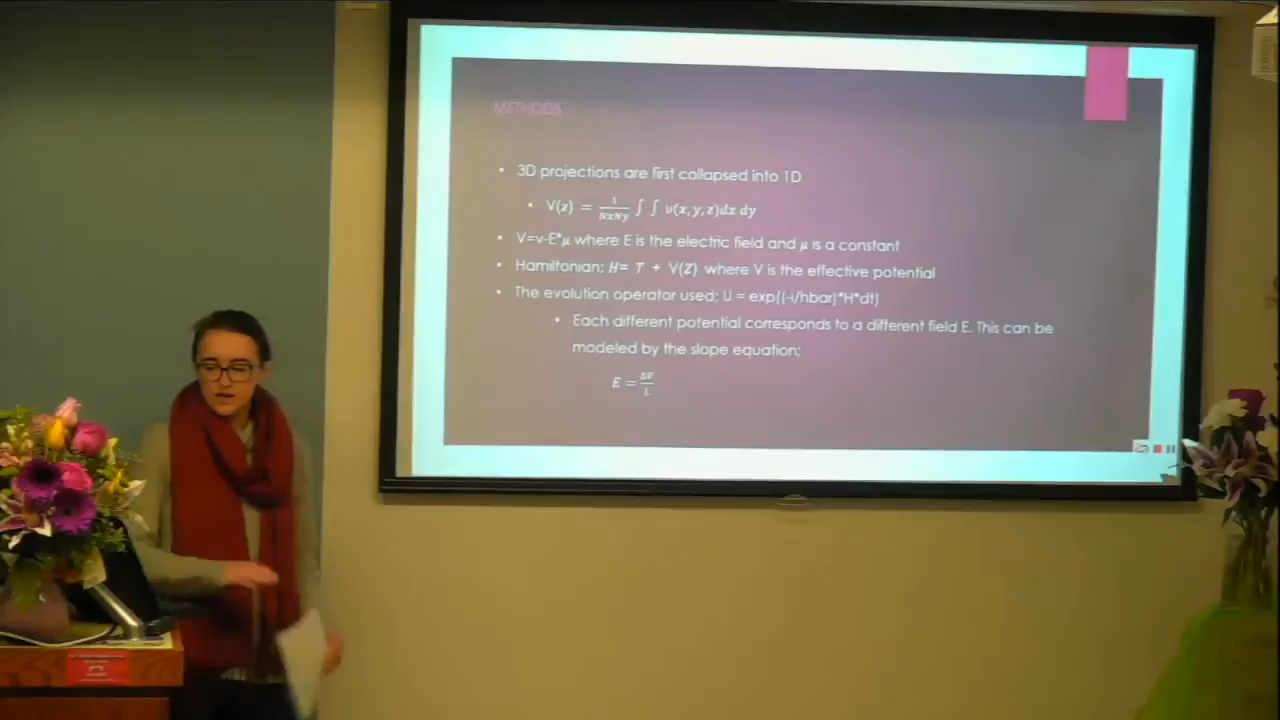 METHODS
• 3D projections are first collapsed into 1D
• V(z) = 1/NxNy ∫ ∫ v(x, y, z)dx dy
• V=v-E*μ where E is the electric field and μ is a constant
• Hamiltonian: H= T + V(Z) where V is the effective potential
• The evolution operator used: U = exp((-i/hbar)*H*dt)
• Each different potential corresponds to a different field E. This can be
modeled by the slope equation;
E = ΔV/L